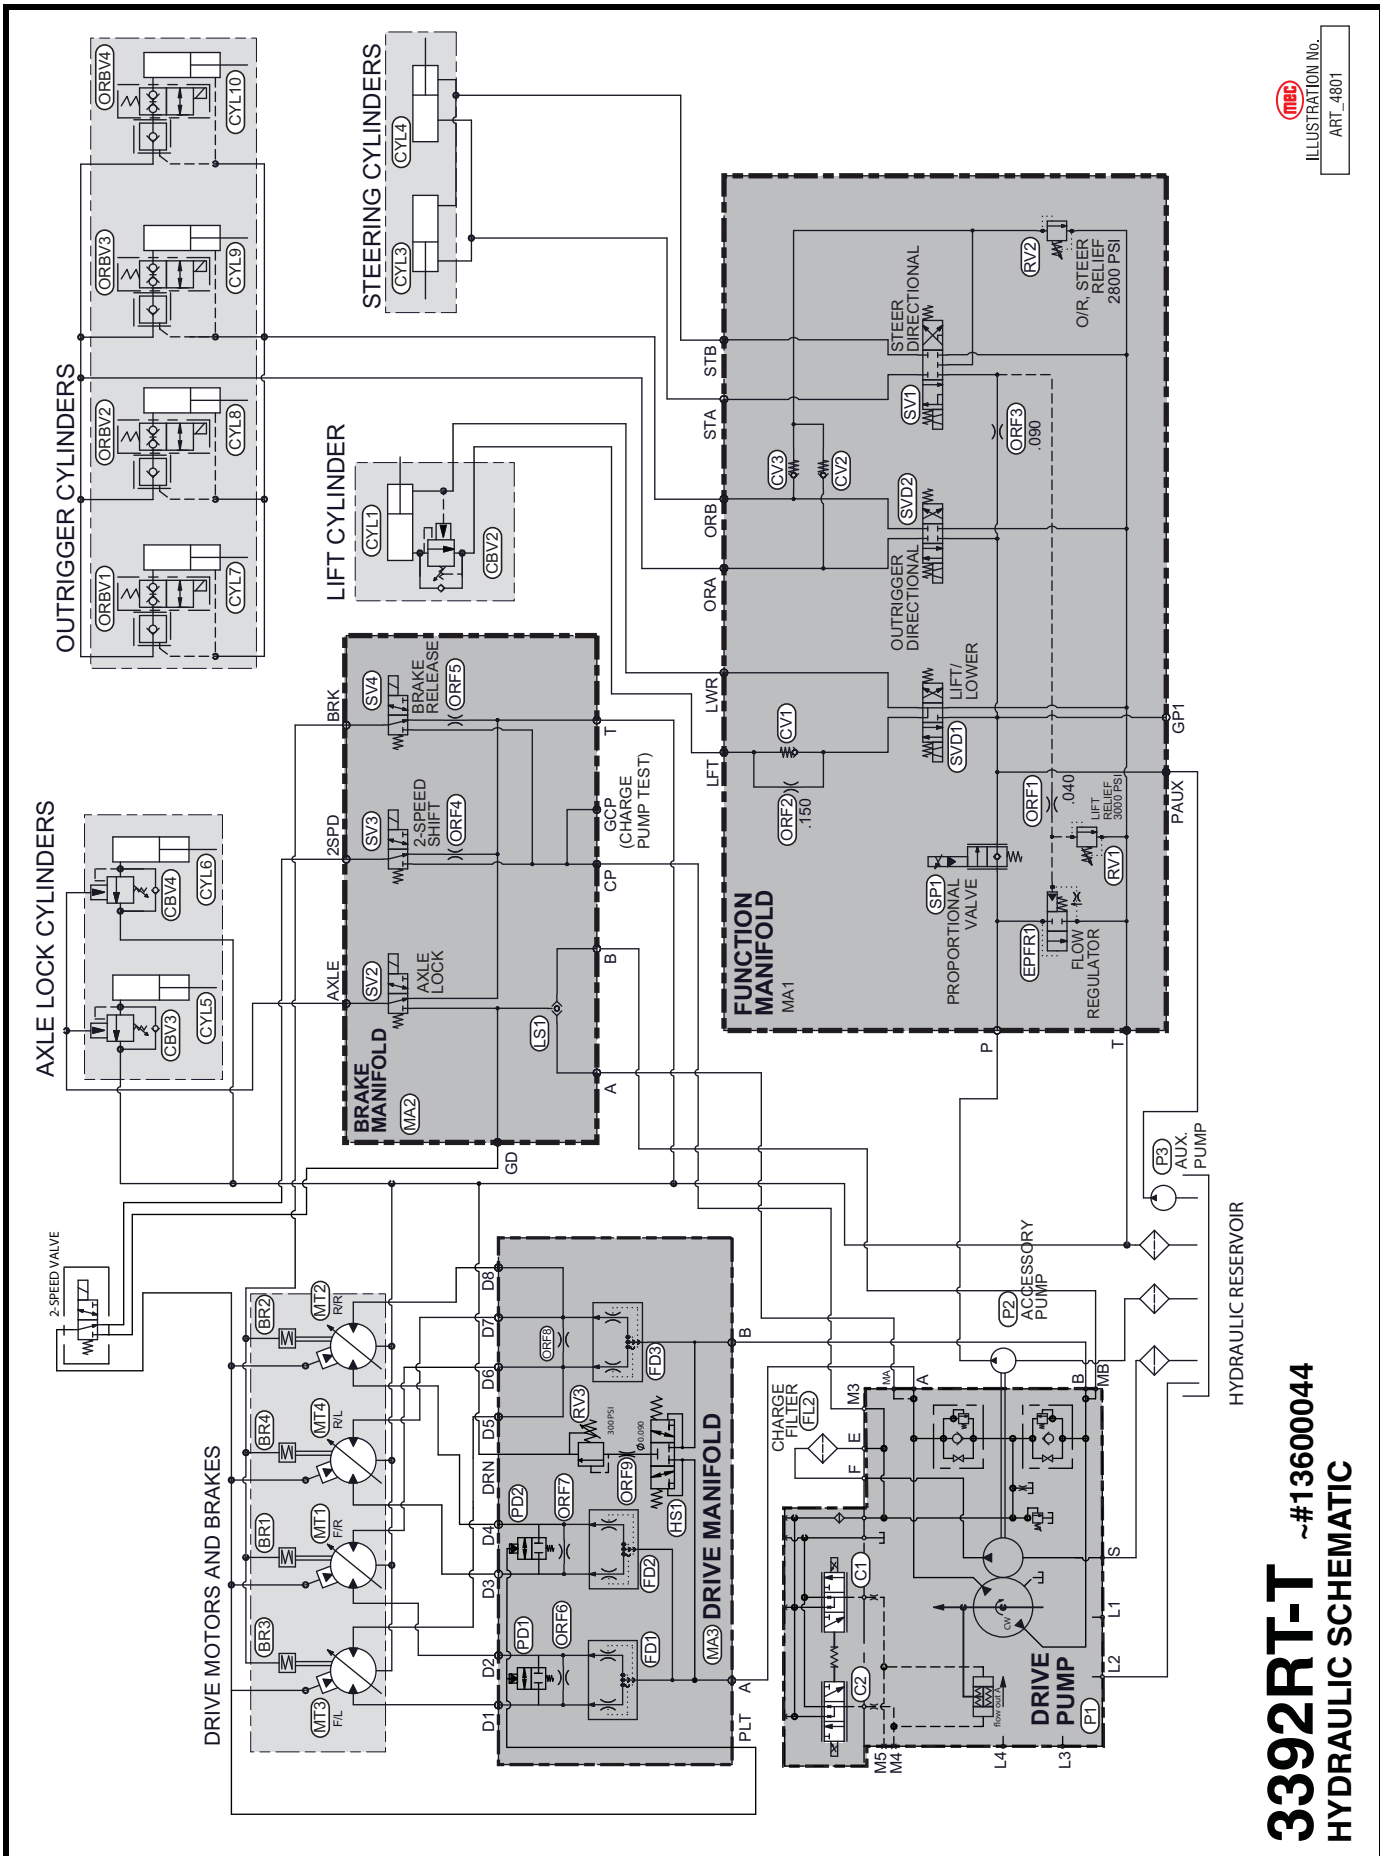 OUTRIGGER CYLINDERS
ORBV1
ORBV2
ORBV3
ORBV4
CYL7
CYL8
CYL9
CYL10
STEERING CYLINDERS
CYL3
CYL4
LIFT CYLINDER
CYL1
CBV2
AXLE LOCK CYLINDERS
CBV3
CYL5
CBV4
CYL6
2-SPEED VALVE
DRIVE MOTORS AND BRAKES
BR3
BR1
BR4
BR2
MT3
F/L
MT1
F/R
MT4
R/L
MT2
R/R
BRAKE
MANIFOLD
MA2
AXLE
2SPD
BRK
SV2
AXLE
LOCK
SV3
2-SPEED
SHIFT
ORF4
SV4
BRAKE
RELEASE
ORF5
LS1
GD
A
B
CP
GCP
(CHARGE
PUMP TEST)
T
FUNCTION
MANIFOLD
MA1
LFT
LWR
ORA
ORB
STA
STB
ORF2
.150
CV1
CV3
CV2
SVD1
LIFT/
LOWER
OUTRIGGER
DIRECTIONAL
SVD2
SV1
STEER
DIRECTIONAL
ORF3
.090
RV2
O/R, STEER
RELIEF
2800 PSI
SP1
PROPORTIONAL
VALVE
EPFR1
FLOW
REGULATOR
ORF1
.040
LIFT
RELIEF
3000 PSI
RV1
P
T
PAUX
GP1
D1
D2
D3
D4
DRN
D5
D6
D7
D8
PD1
ORF6
FD1
PD2
ORF7
FD2
RV3
300 PSI
ORF9
Ø 0.090
HS1
ORF8
FD3
MA3
DRIVE MANIFOLD
PLT
A
B
CHARGE
FILTER
FL2
F
E
M3
MA
A
B
MB
C2
C1
M5
M4
L4
L3
L2
L1
S
CW
flow out A
DRIVE
PUMP
P1
P2
ACCESSORY
PUMP
P3
AUX.
PUMP
HYDRAULIC RESERVOIR
mec
ILLUSTRATION No.
ART_4801
3392RT-T ~#13600044
HYDRAULIC SCHEMATIC